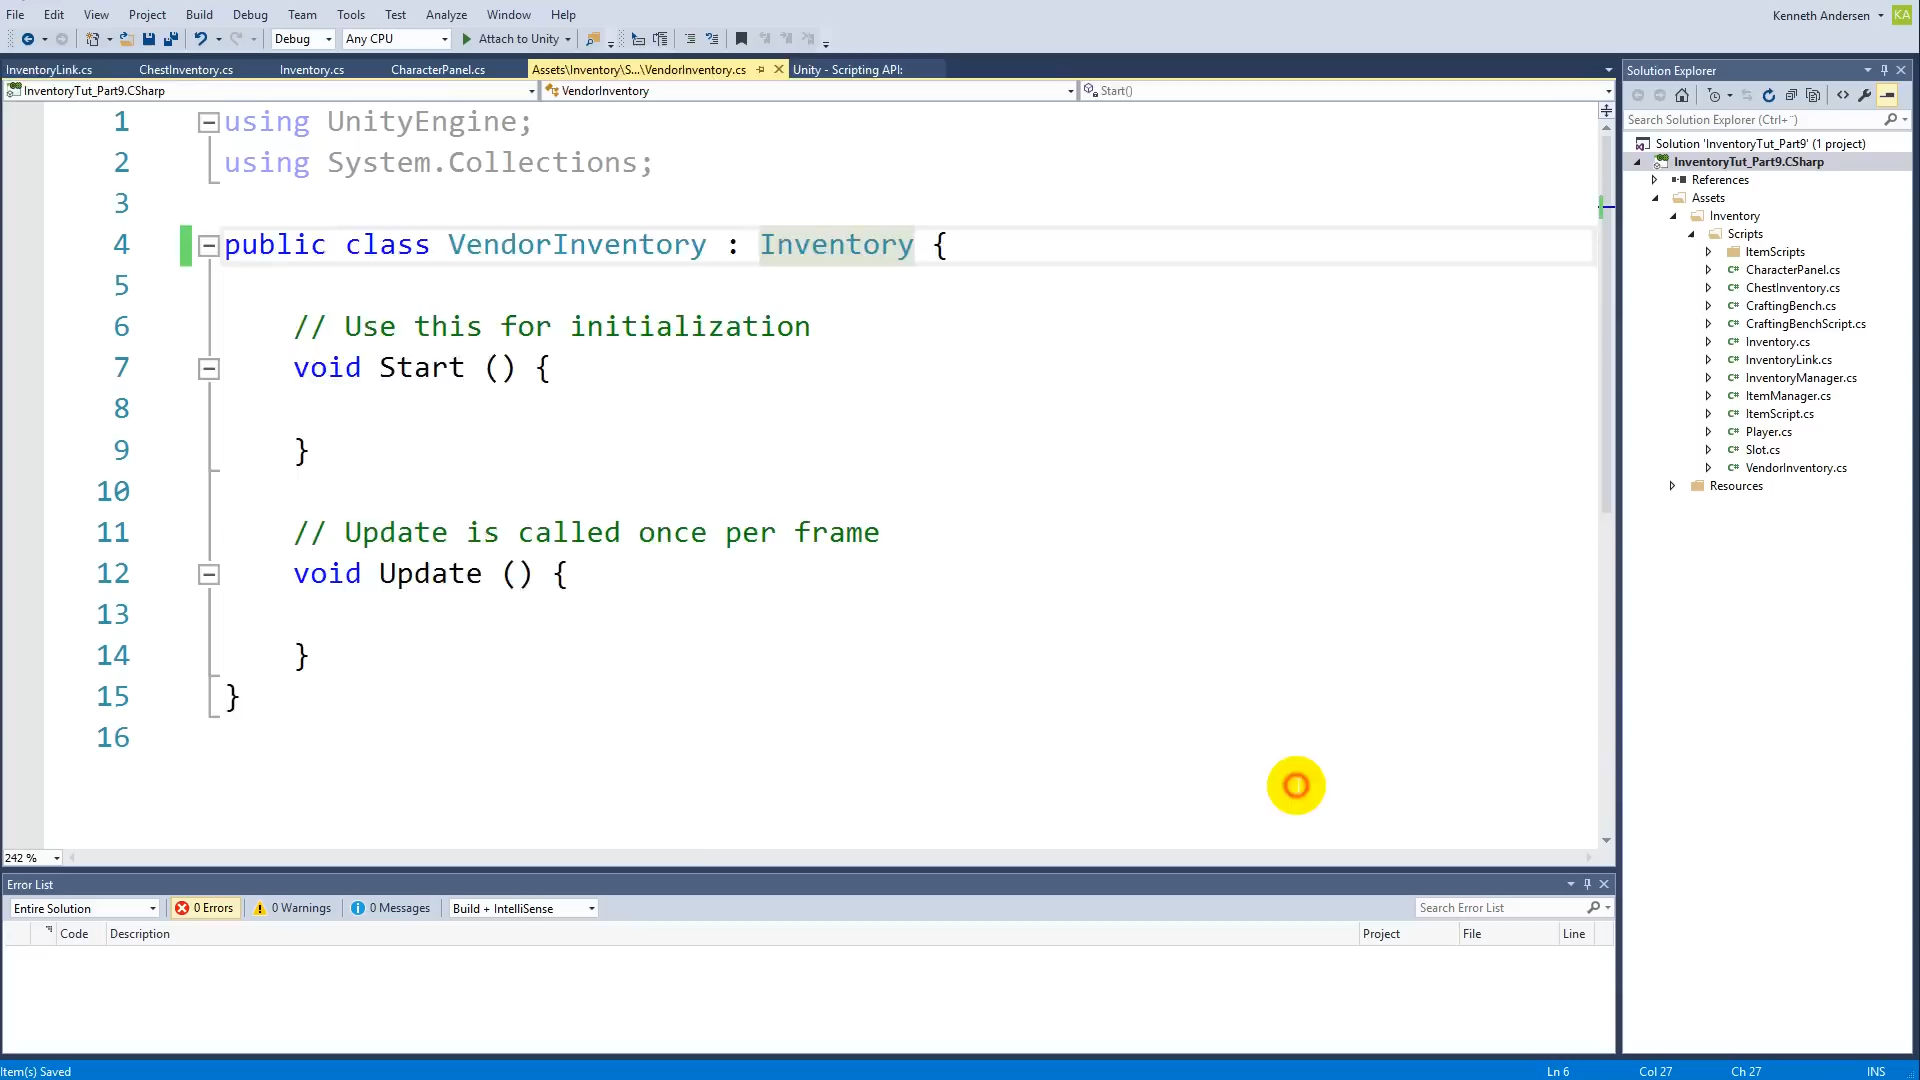 File Edit View Project Build Debug Team Tools Test Analyze Window Help Kenneth Andersen KA
Debug Any CPU Attach to Unity
InventoryLink.cs ChestInventory.cs Inventory.cs CharacterPanel.cs Assets\Inventory\S...\VendorInventory.cs Unity - Scripting API:
InventoryTut_Part9.CSharp VendorInventory Start()
1 using UnityEngine;
2 using System.Collections;
3
4 public class VendorInventory : Inventory {
5
6 // Use this for initialization
7 void Start () {
8
9 }
10
11 // Update is called once per frame
12 void Update () {
13
14 }
15 }
16
242 %
Solution Explorer
Search Solution Explorer (Ctrl+¨)
Solution 'InventoryTut_Part9' (1 project)
InventoryTut_Part9.CSharp
References
Assets
Inventory
Scripts
ItemScripts
C# CharacterPanel.cs
C# ChestInventory.cs
C# CraftingBench.cs
C# CraftingBenchScript.cs
C# Inventory.cs
C# InventoryLink.cs
C# InventoryManager.cs
C# ItemManager.cs
C# ItemScript.cs
C# Player.cs
C# Slot.cs
C# VendorInventory.cs
Resources
Error List
Entire Solution 0 Errors 0 Warnings 0 Messages Build + IntelliSense Search Error List
Code Description Project File Line
Item(s) Saved Ln 6 Col 27 Ch 27 INS